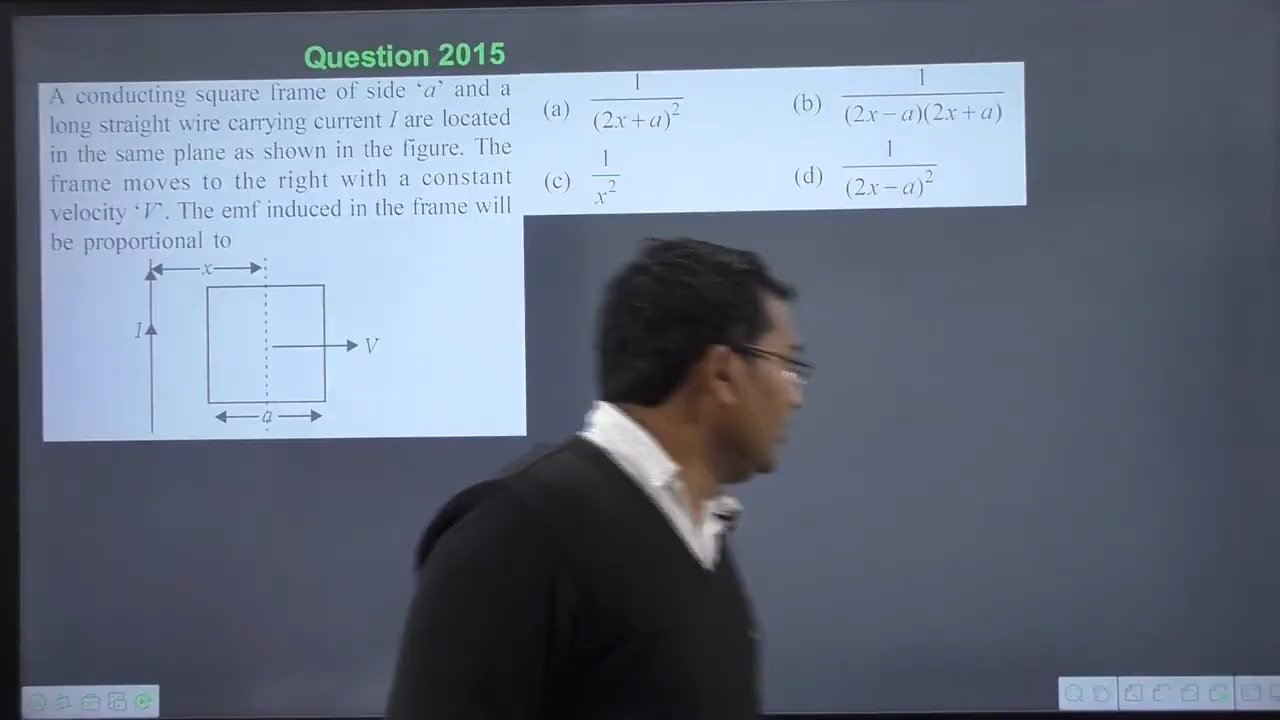 Question 2015
A conducting square frame of side ‘a’ and a
long straight wire carrying current I are located
in the same plane as shown in the figure. The
frame moves to the right with a constant
velocity ‘V’. The emf induced in the frame will
be proportional to
x
I
V
a
(a) 1/(2x+a)²
(b) 1/((2x−a)(2x+a))
(c) 1/x²
(d) 1/(2x−a)²